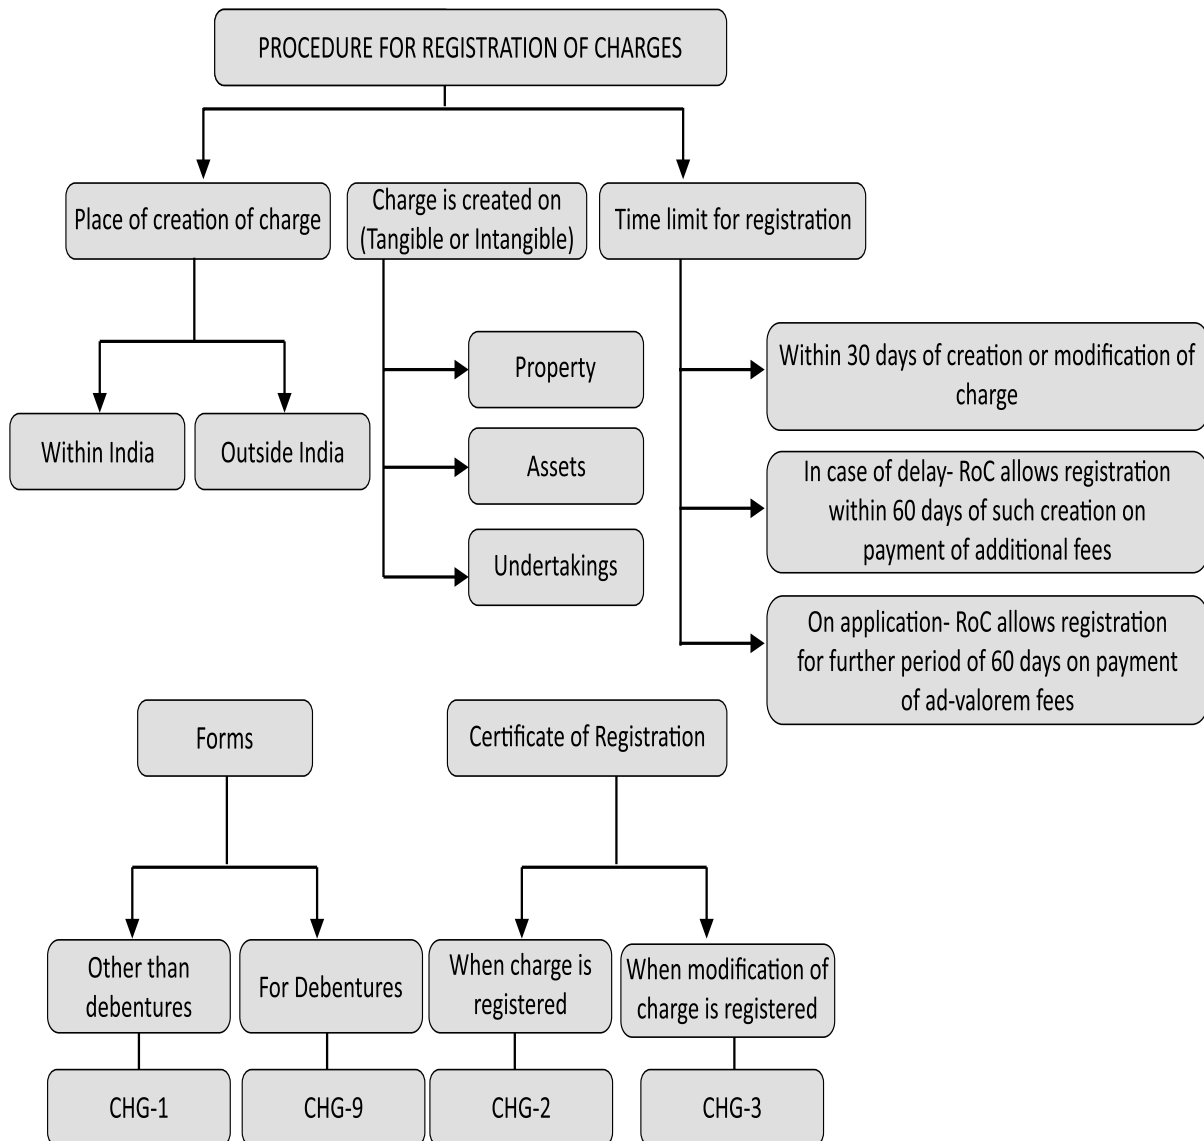 PROCEDURE FOR REGISTRATION OF CHARGES
Place of creation of charge
Charge is created on
(Tangible or Intangible)
Time limit for registration
Within India
Outside India
Property
Assets
Undertakings
Within 30 days of creation or modification of
charge
In case of delay- RoC allows registration
within 60 days of such creation on
payment of additional fees
On application- RoC allows registration
for further period of 60 days on payment
of ad-valorem fees
Forms
Certificate of Registration
Other than
debentures
For Debentures
When charge is
registered
When modification of
charge is registered
CHG-1
CHG-9
CHG-2
CHG-3